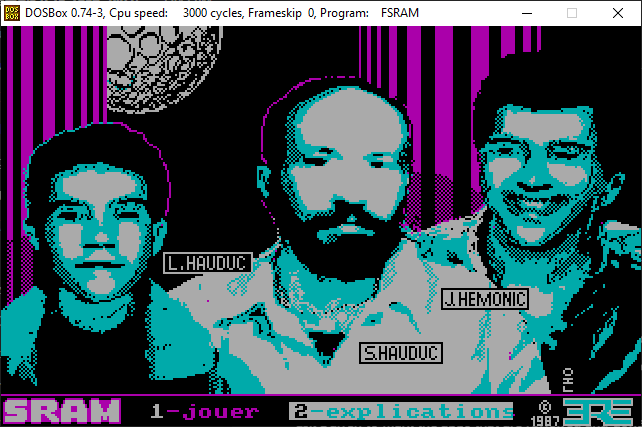 DOSBox 0.74-3, Cpu speed: 3000 cycles, Frameskip 0, Program: FSRAM
L.HAUDUC
J.HEMONIC
S.HAUDUC
SRAM 1-jouer 2-explications © 1987 ERE